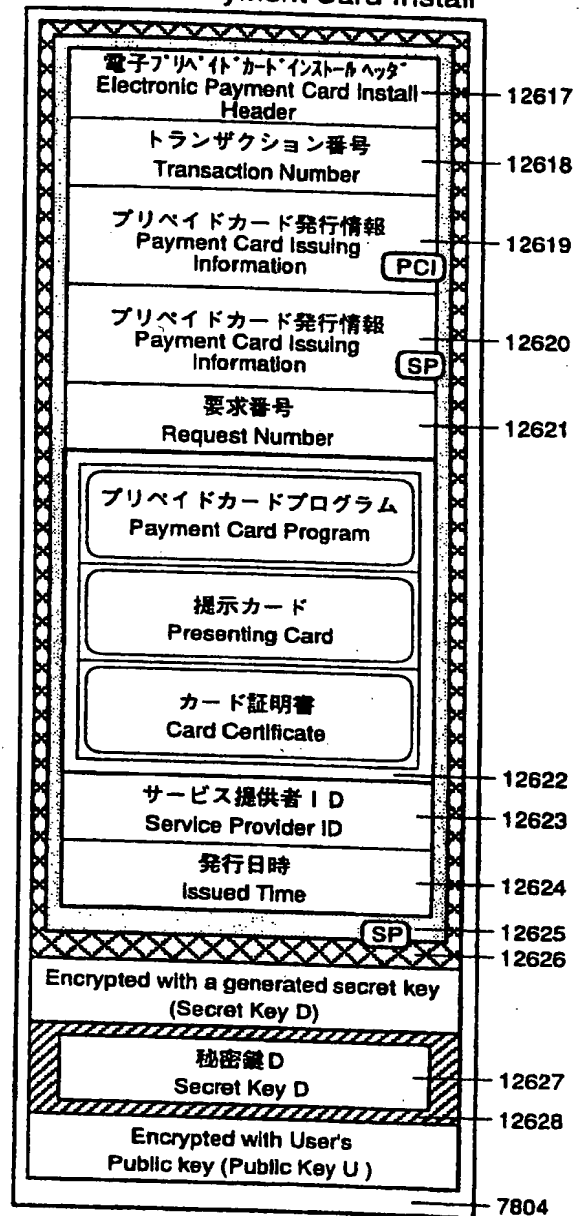 電子プリペイドカードインストールヘッダ
Electronic Payment Card Install
Header
12617
トランザクション番号
Transaction Number
12618
プリペイドカード発行情報
Payment Card Issuing
Information
PCI
12619
プリペイドカード発行情報
Payment Card Issuing
Information
SP
12620
要求番号
Request Number
12621
プリペイドカードプログラム
Payment Card Program
提示カード
Presenting Card
カード証明書
Card Certificate
12622
サービス提供者ID
Service Provider ID
12623
発行日時
Issued Time
12624
SP
12625
12626
Encrypted with a generated secret key
(Secret Key D)
秘密鍵D
Secret Key D
12627
12628
Encrypted with User's
Public key (Public Key U )
7804